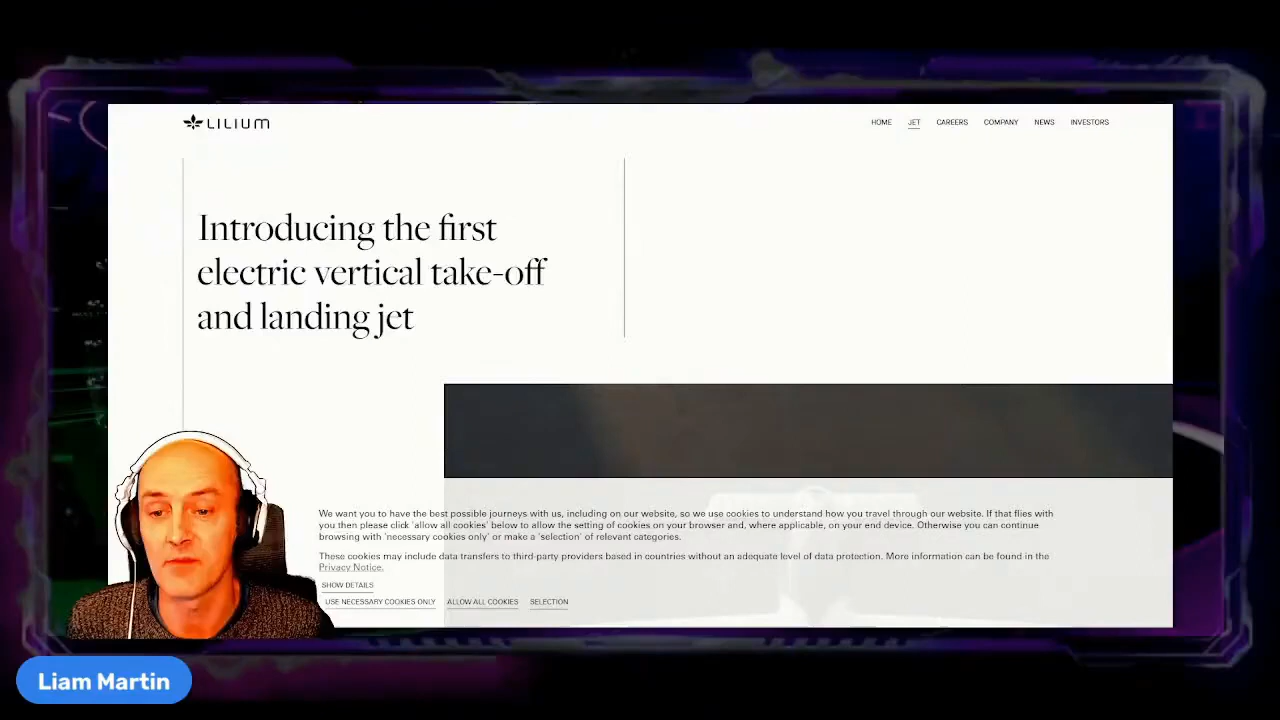 LILIUM
HOME JET CAREERS COMPANY NEWS INVESTORS
Introducing the first
electric vertical take-off
and landing jet
We want you to have the best possible journeys with us, including on our website, so we use cookies to understand how you travel through our website. If that flies with
you then please click 'allow all cookies' below to allow the setting of cookies on your browser and, where applicable, on your end device. Otherwise you can continue
browsing with 'necessary cookies only' or make a 'selection' of relevant categories.
These cookies may include data transfers to third-party providers based in countries without an adequate level of data protection. More information can be found in the
Privacy Notice.
SHOW DETAILS
USE NECESSARY COOKIES ONLY ALLOW ALL COOKIES SELECTION
Liam Martin